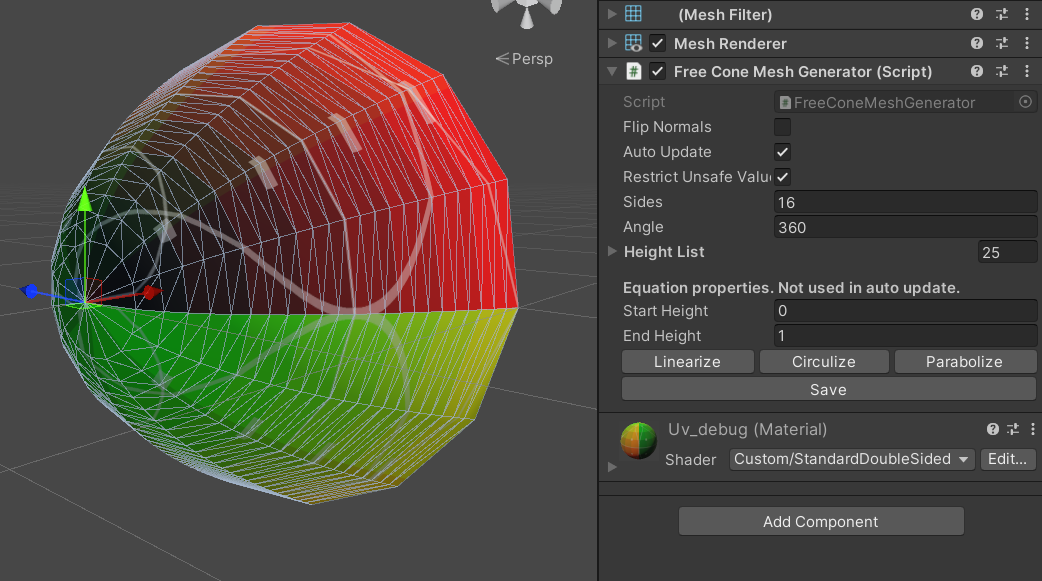 (Mesh Filter)
Persp
Mesh Renderer
# Free Cone Mesh Generator (Script)
Script # FreeConeMeshGenerator
Flip Normals
Auto Update
Restrict Unsafe Valu
Sides 16
Angle 360
Height List 25
Equation properties. Not used in auto update.
Start Height 0
End Height 1
Linearize Circulize Parabolize
Save
Uv_debug (Material)
Shader Custom/StandardDoubleSided Edit...
Add Component